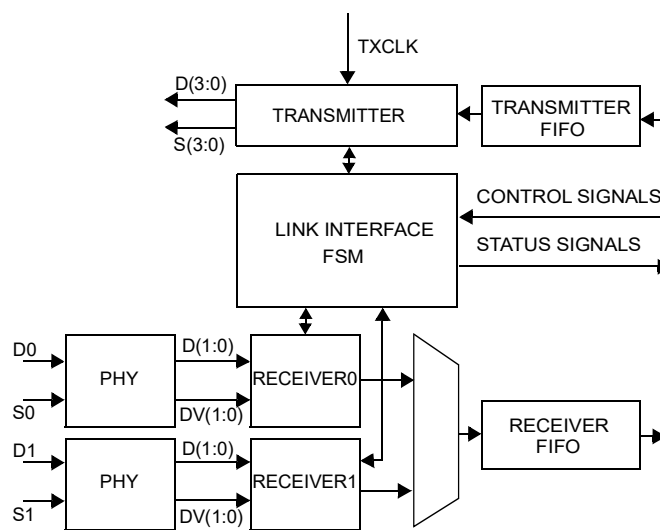 TXCLK
D(3:0)
S(3:0)
TRANSMITTER
TRANSMITTER
FIFO
LINK INTERFACE
FSM
CONTROL SIGNALS
STATUS SIGNALS
D0
S0
PHY
D(1:0)
DV(1:0)
RECEIVER0
D1
S1
PHY
D(1:0)
DV(1:0)
RECEIVER1
RECEIVER
FIFO